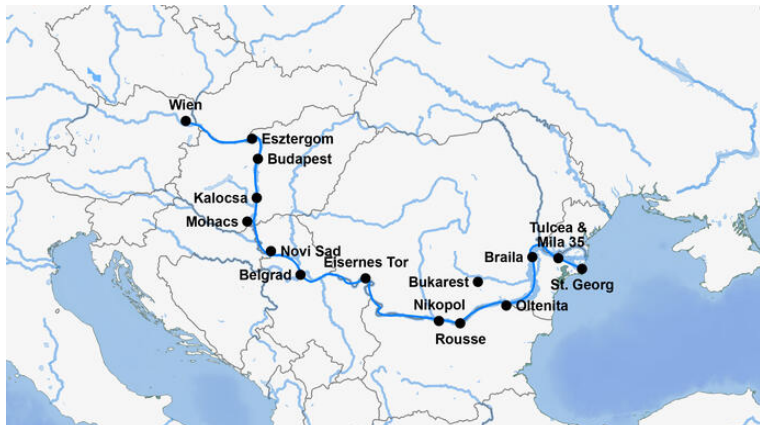 Wien
Esztergom
Budapest
Kalocsa
Mohacs
Novi Sad
Belgrad
Eisernes Tor
Bukarest
Nikopol
Rousse
Oltenita
Braila
Tulcea &
Mila 35
St. Georg